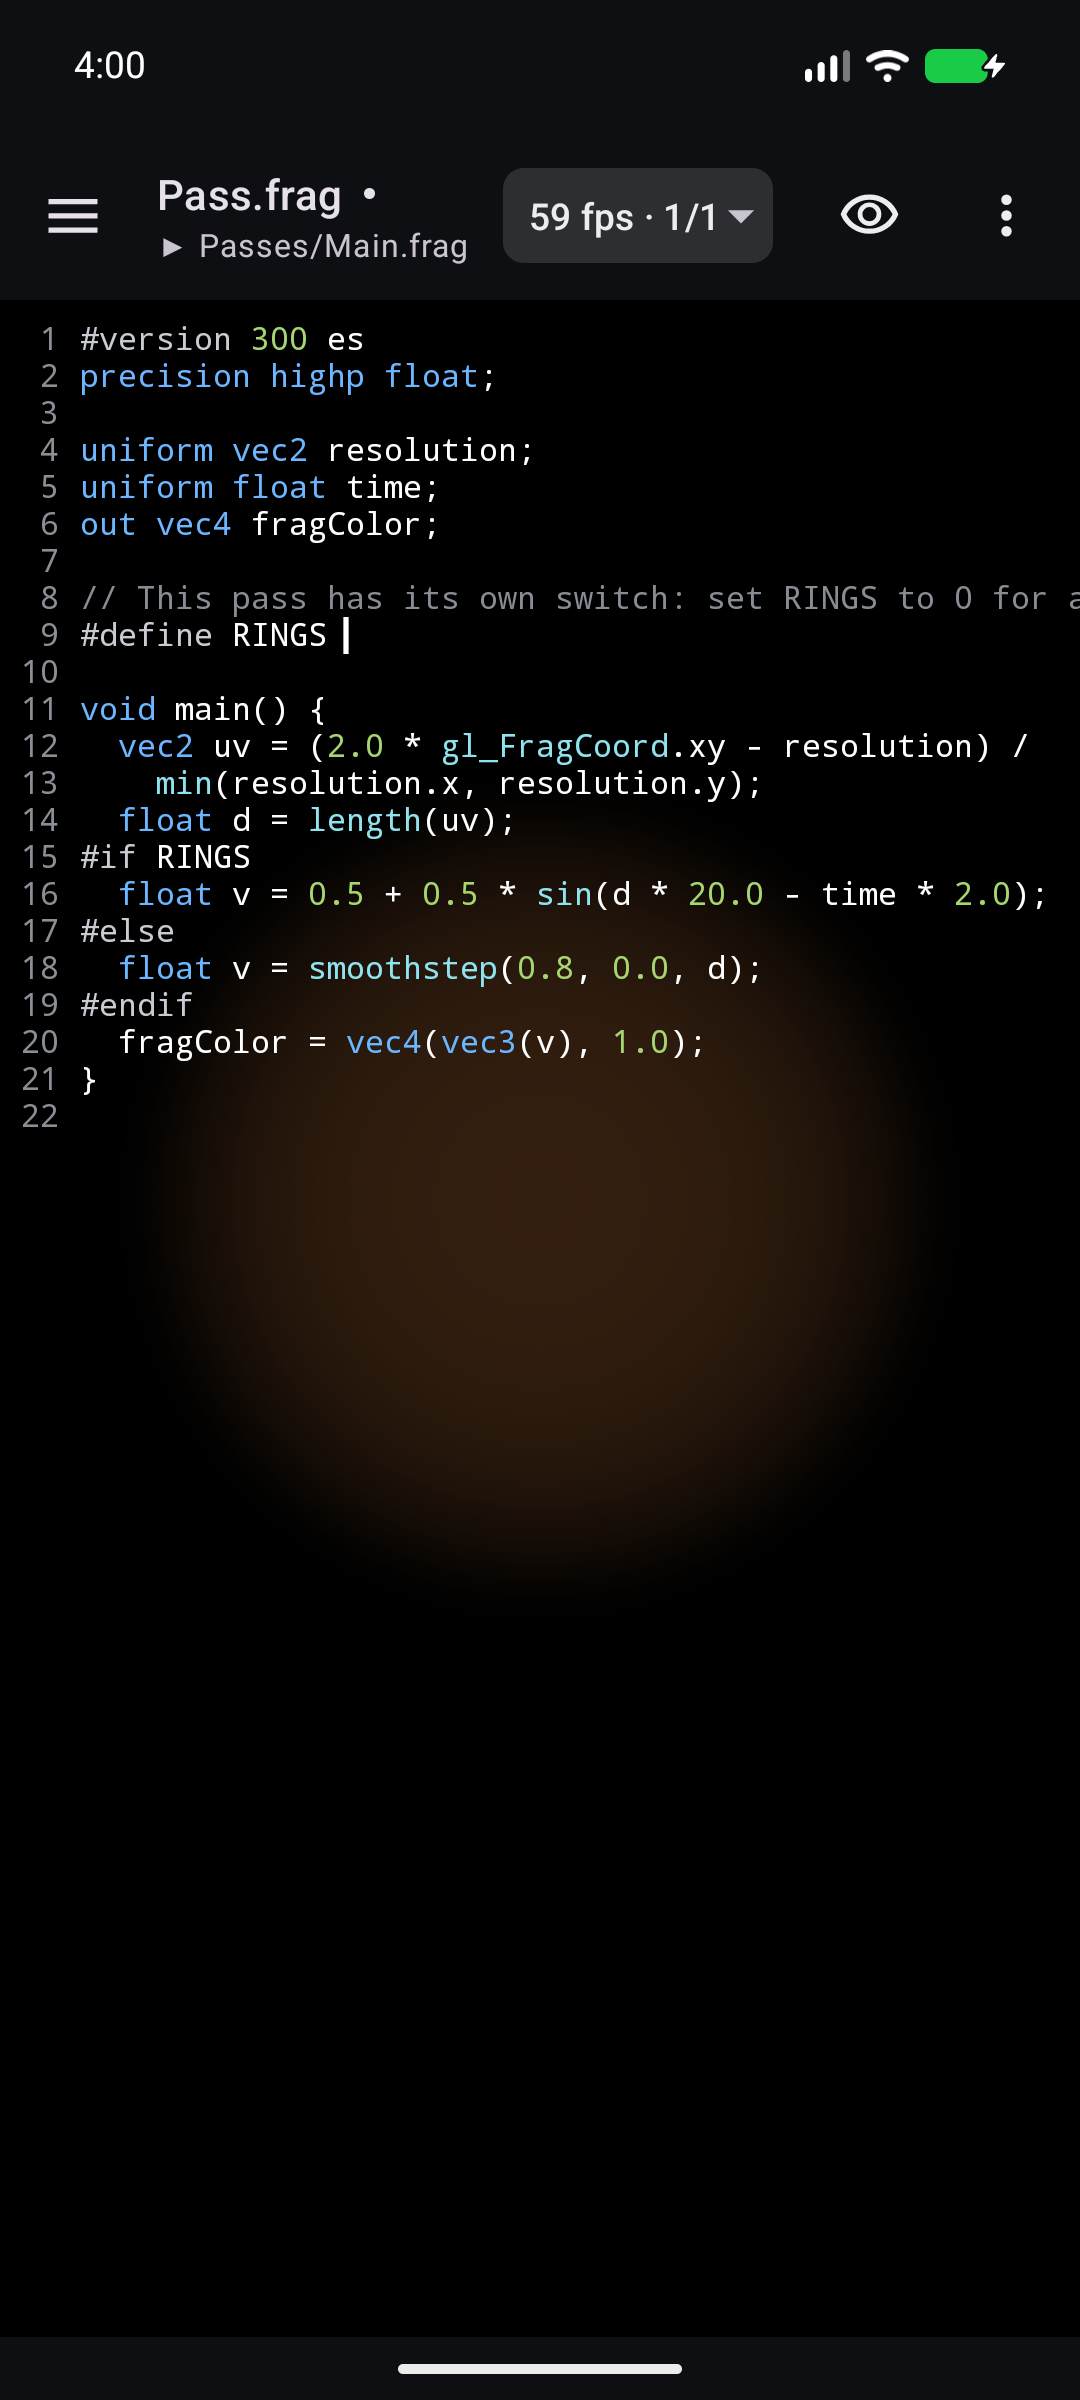 4:00
Pass.frag •
► Passes/Main.frag
59 fps · 1/1
1 #version 300 es
2 precision highp float;
3
4 uniform vec2 resolution;
5 uniform float time;
6 out vec4 fragColor;
7
8 // This pass has its own switch: set RINGS to 0 for a
9 #define RINGS
10
11 void main() {
12   vec2 uv = (2.0 * gl_FragCoord.xy - resolution) /
13     min(resolution.x, resolution.y);
14   float d = length(uv);
15 #if RINGS
16   float v = 0.5 + 0.5 * sin(d * 20.0 - time * 2.0);
17 #else
18   float v = smoothstep(0.8, 0.0, d);
19 #endif
20   fragColor = vec4(vec3(v), 1.0);
21 }
22